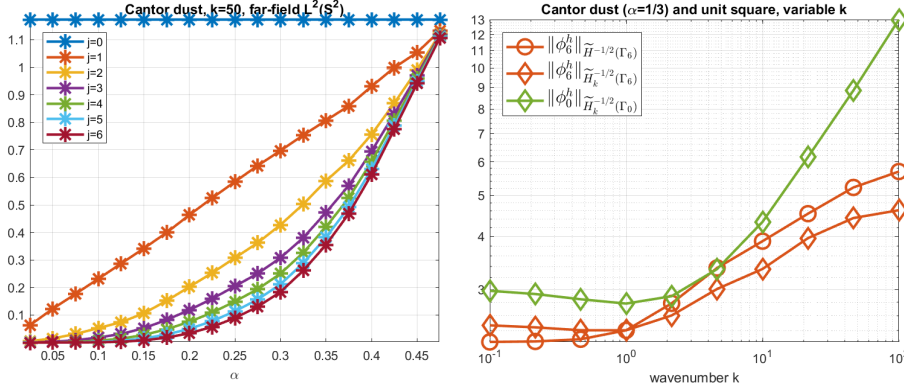 Cantor dust, k=50, far-field L²(S²)
1.1
1
0.9
0.8
0.7
0.6
0.5
0.4
0.3
0.2
0.1
j=0
j=1
j=2
j=3
j=4
j=5
j=6
0.05 0.1 0.15 0.2 0.25 0.3 0.35 0.4 0.45
α
Cantor dust (α=1/3) and unit square, variable k
13
12
11
10
9
8
7
6
5
4
3
‖ϕ₆ʰ‖_{H̃^{-1/2}(Γ₆)}
‖ϕ₆ʰ‖_{H̃_k^{-1/2}(Γ₆)}
‖ϕ₀ʰ‖_{H̃_k^{-1/2}(Γ₀)}
10⁻¹ 10⁰ 10¹ 10²
wavenumber k